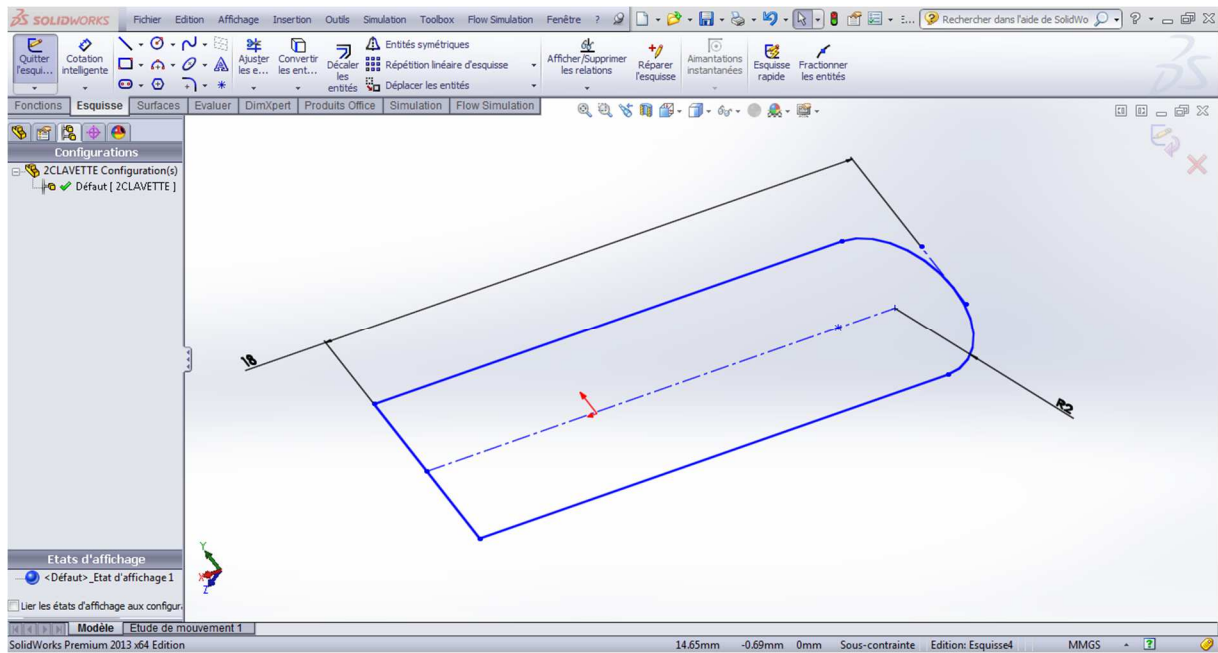 SOLIDWORKS Fichier Edition Affichage Insertion Outils Simulation Toolbox Flow Simulation Fenêtre ? Rechercher dans l'aide de SolidWo
Quitter l'esqui...
Cotation intelligente
Ajuster les e...
Convertir les ent...
Décaler les entités
Entités symétriques
Répétition linéaire d'esquisse
Déplacer les entités
Afficher/Supprimer les relations
Réparer l'esquisse
Aimantations instantanées
Esquisse rapide
Fractionner les entités
Fonctions Esquisse Surfaces Evaluer DimXpert Produits Office Simulation Flow Simulation
Configurations
2CLAVETTE Configuration(s)
Défaut [ 2CLAVETTE ]
18
R2
Etats d'affichage
<Défaut>_Etat d'affichage 1
Lier les états d'affichage aux configur
Y
X
Z
Modèle Etude de mouvement 1
SolidWorks Premium 2013 x64 Edition 14.65mm -0.69mm 0mm Sous-contrainte Edition: Esquisse4 MMGS ?